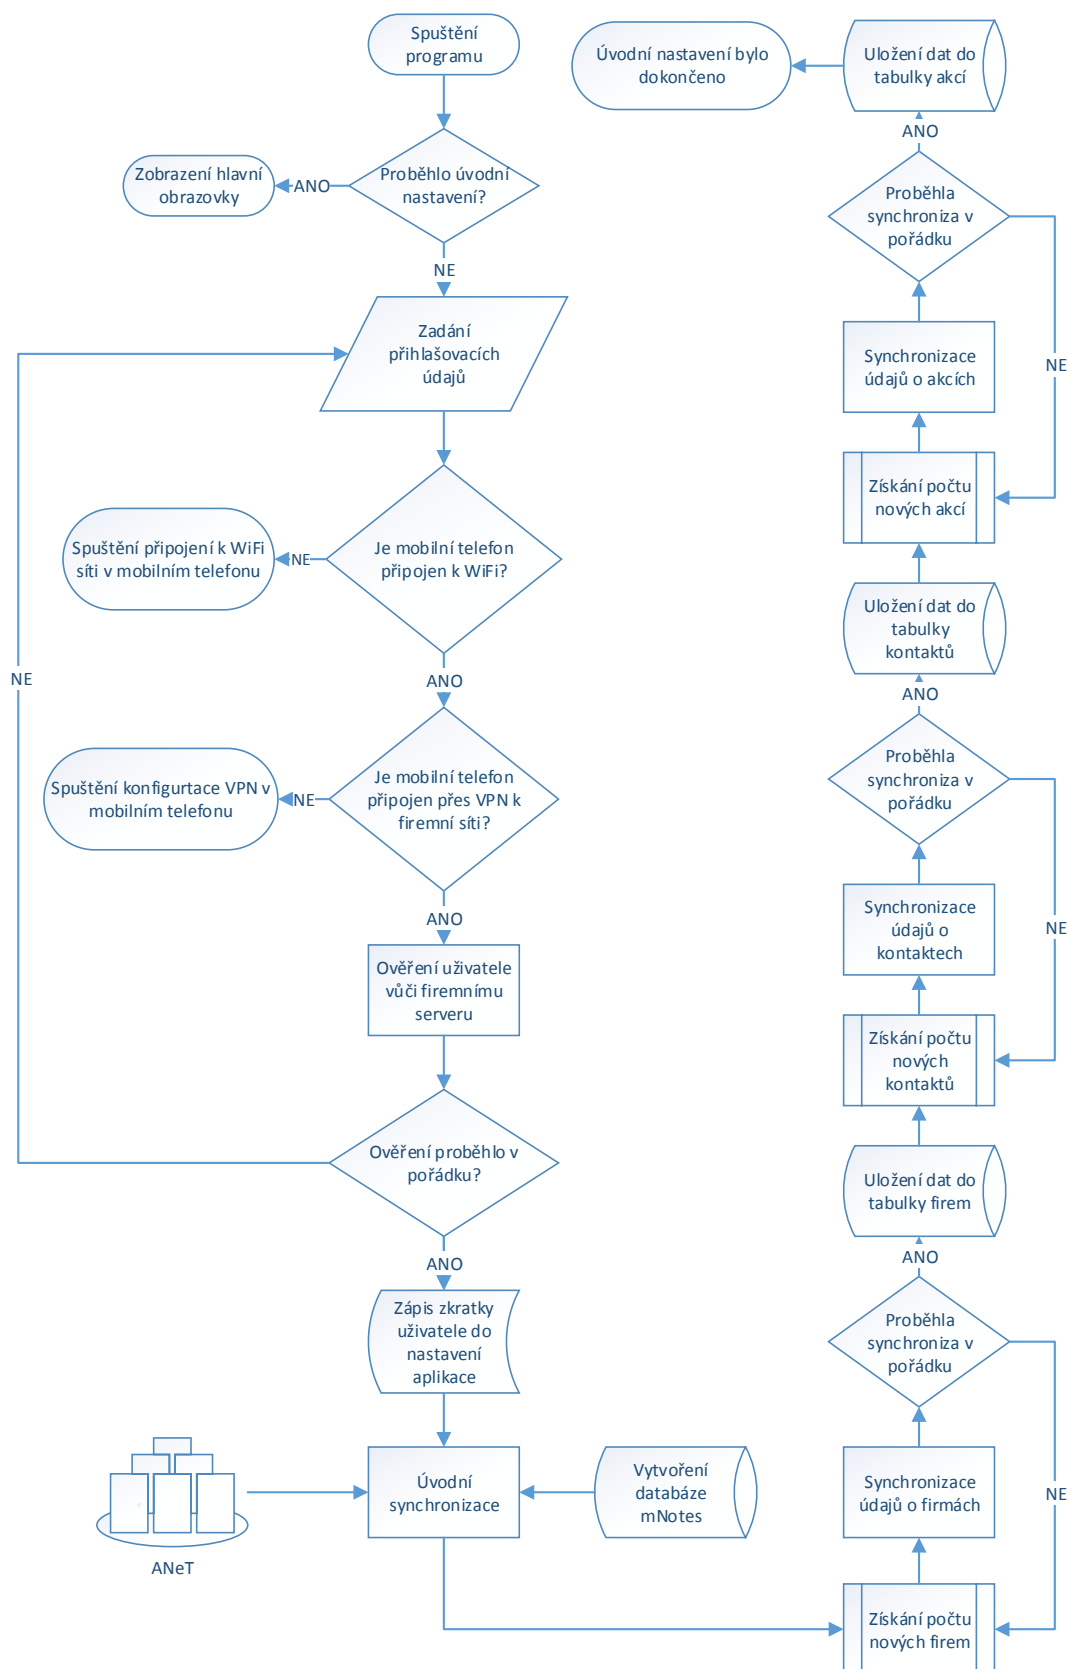 Spuštění
programu
Proběhlo úvodní
nastavení?
ANO
Zobrazení hlavní
obrazovky
NE
Zadání
přihlašovacích
údajů
Je mobilní telefon
připojen k WiFi?
NE
Spuštění připojení k WiFi
síti v mobilním telefonu
ANO
Je mobilní telefon
připojen přes VPN k
firemní síti?
NE
Spuštění konfigurtace VPN v
mobilním telefonu
ANO
Ověření uživatele
vůči firemnímu
serveru
Ověření proběhlo v
pořádku?
NE
ANO
Zápis zkratky
uživatele do
nastavení
aplikace
Úvodní
synchronizace
ANeT
Vytvoření
databáze
mNotes
Získání počtu
nových firem
Synchronizace
údajů o firmách
Proběhla
synchroniza v
pořádku
NE
ANO
Uložení dat do
tabulky firem
Získání počtu
nových
kontaktů
Synchronizace
údajů o
kontaktech
Proběhla
synchroniza v
pořádku
NE
ANO
Uložení dat do
tabulky
kontaktů
Získání počtu
nových akcí
Synchronizace
údajů o akcích
Proběhla
synchroniza v
pořádku
NE
ANO
Uložení dat do
tabulky akcí
Úvodní nastavení bylo
dokončeno